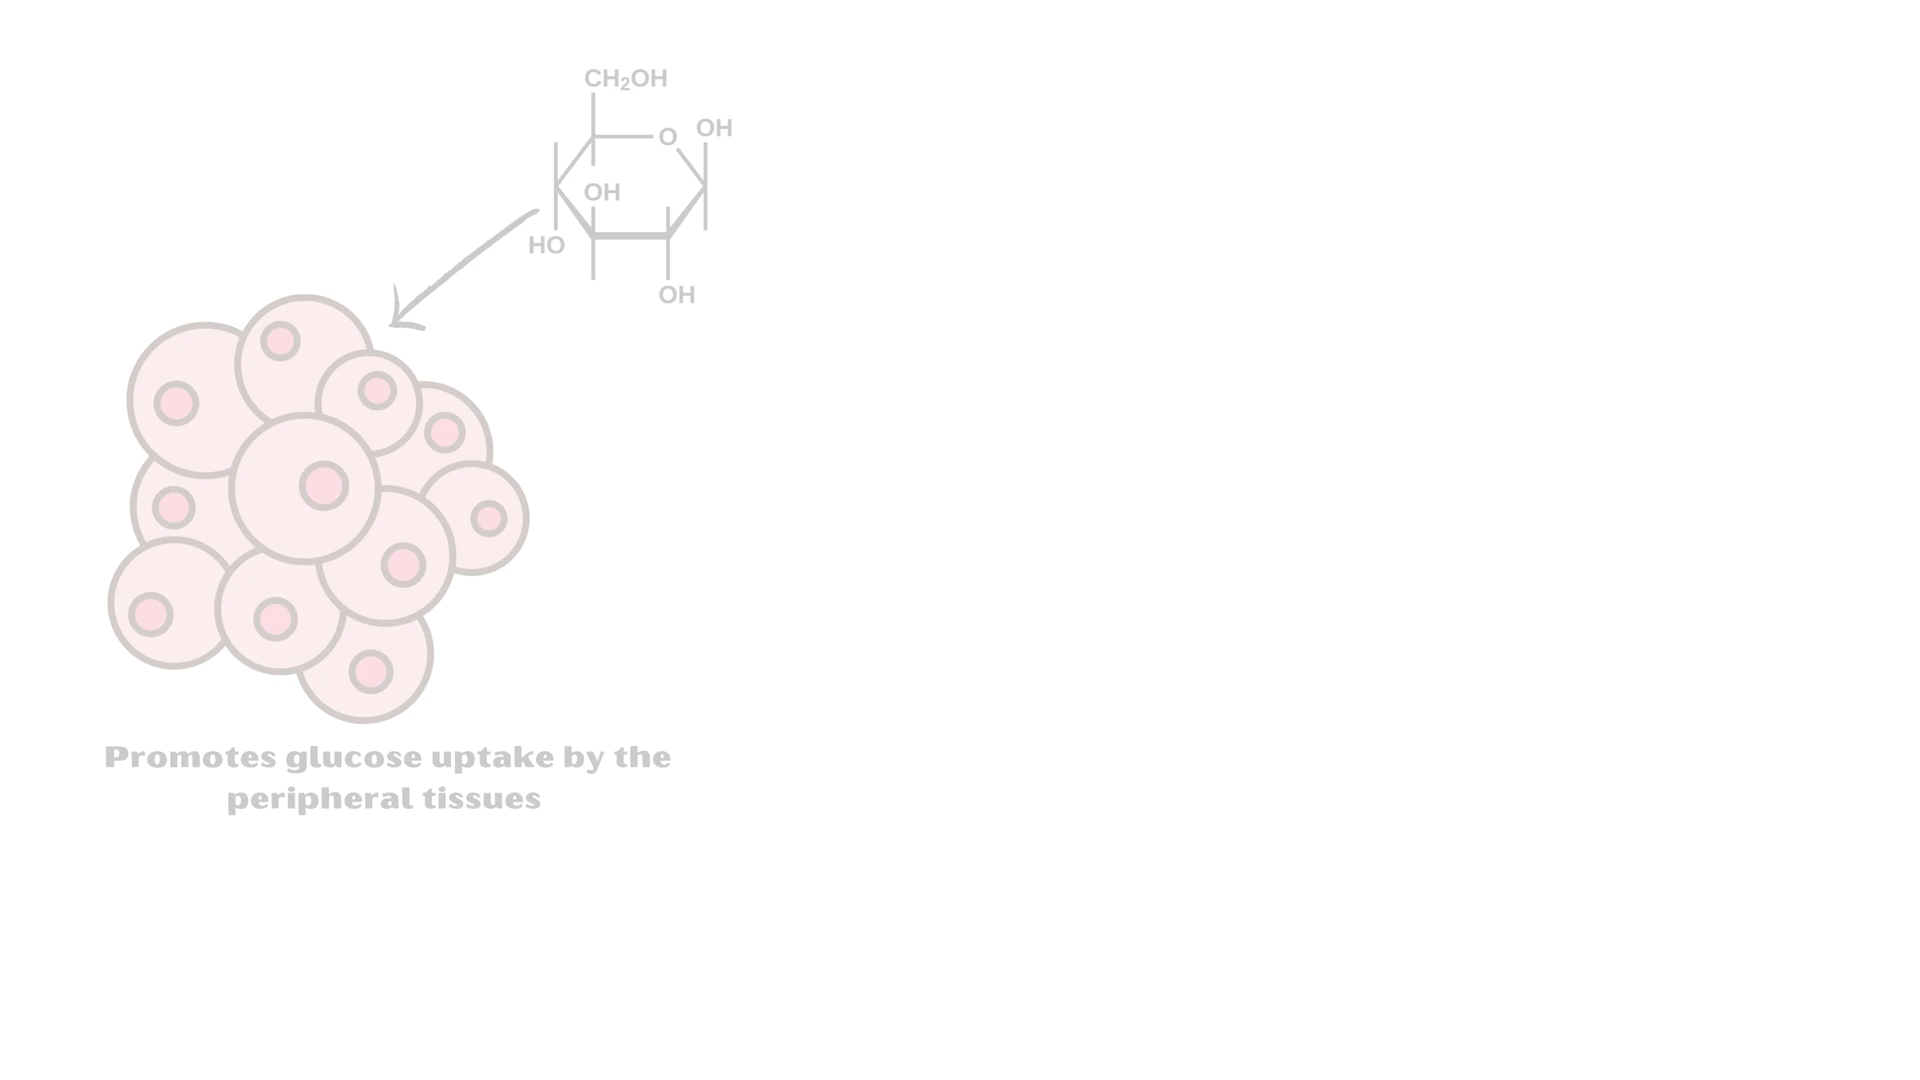 CH₂OH
O
OH
OH
HO
OH
Promotes glucose uptake by the
peripheral tissues